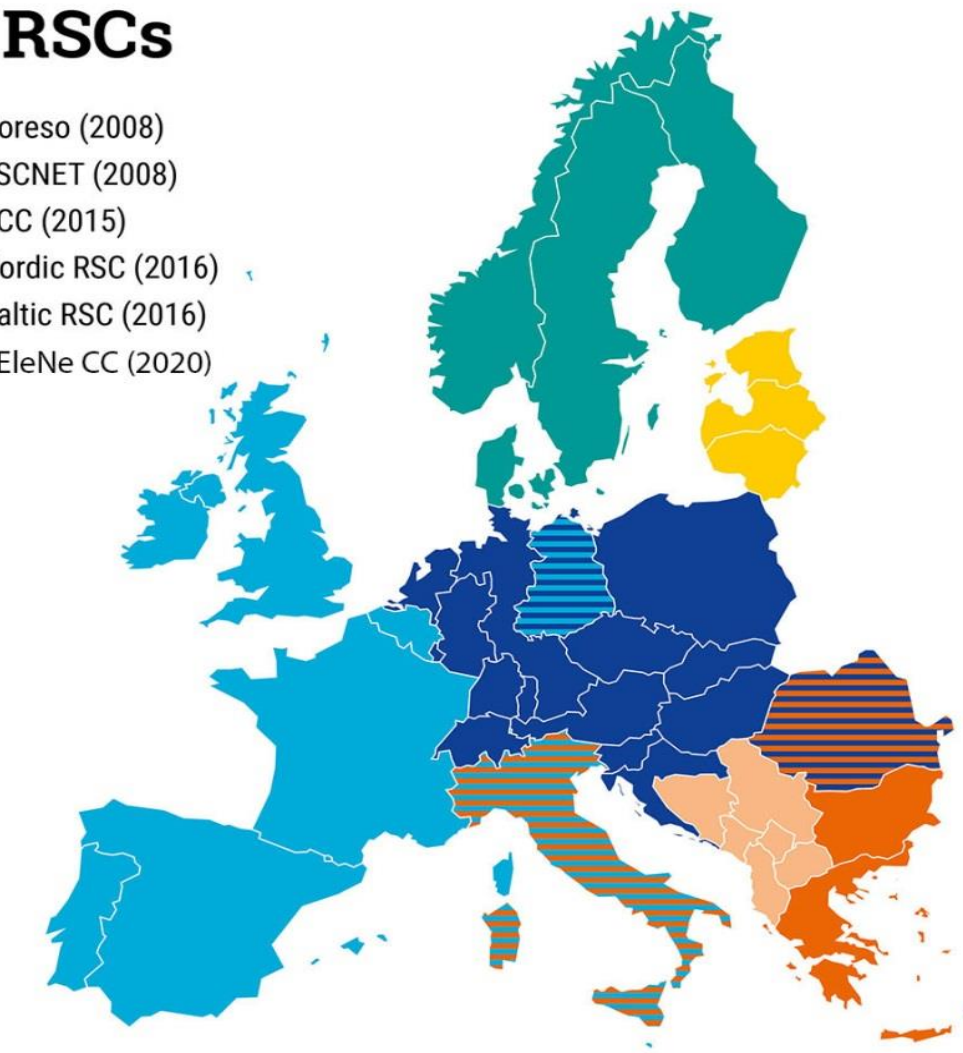 RSCs
oreso (2008)
SCNET (2008)
CC (2015)
ordic RSC (2016)
altic RSC (2016)
EleNe CC (2020)